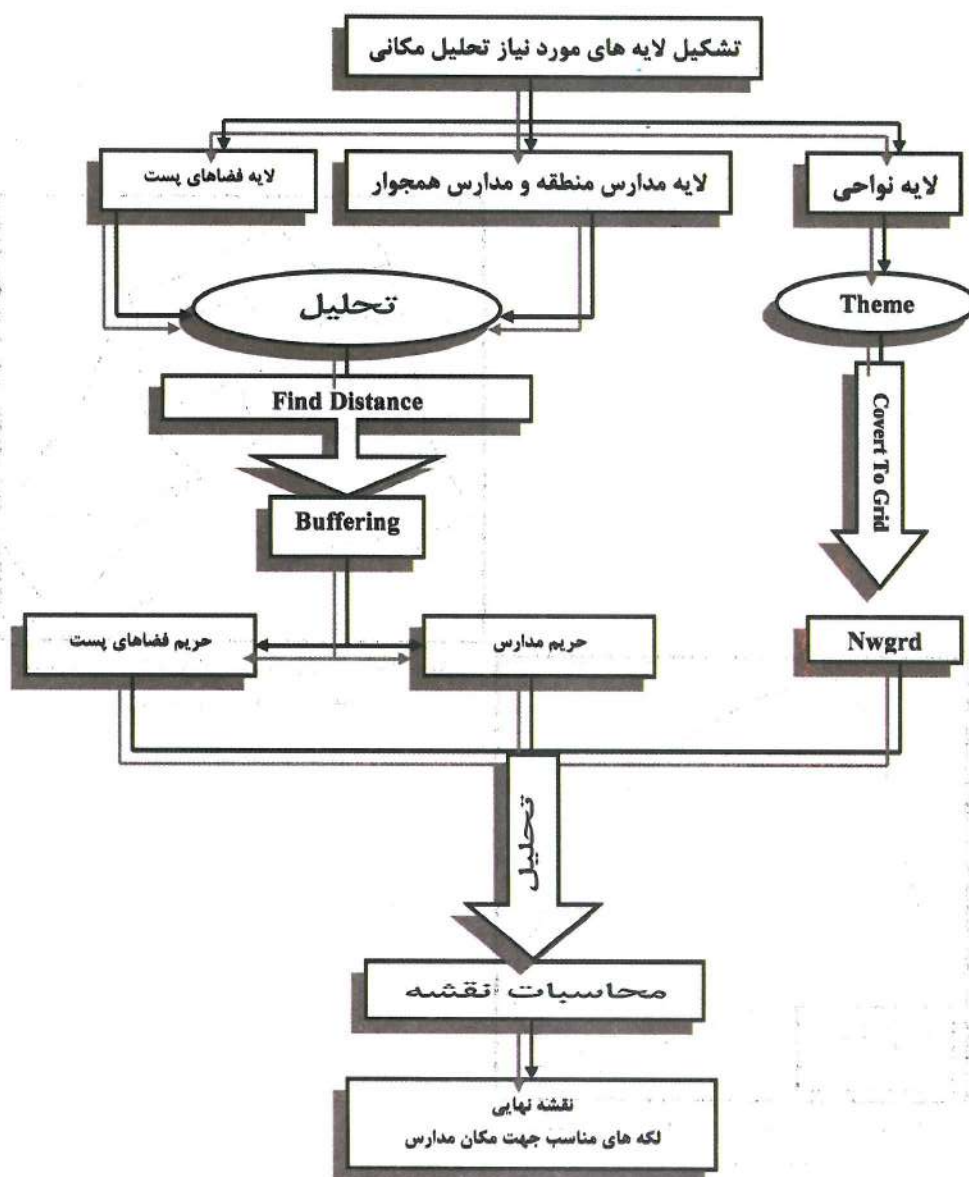 تشکیل لایه های مورد نیاز تحلیل مکانی
لایه نواحی
لایه مدارس منطقه و مدارس همجوار
لایه فضاهای پست
Theme
تحلیل
Covert To Grid
Find Distance
Buffering
Nwgrd
حریم مدارس
حریم فضاهای پست
تحلیل
محاسبات نقشه
نقشه نهایی
لکه های مناسب جهت مکان مدارس